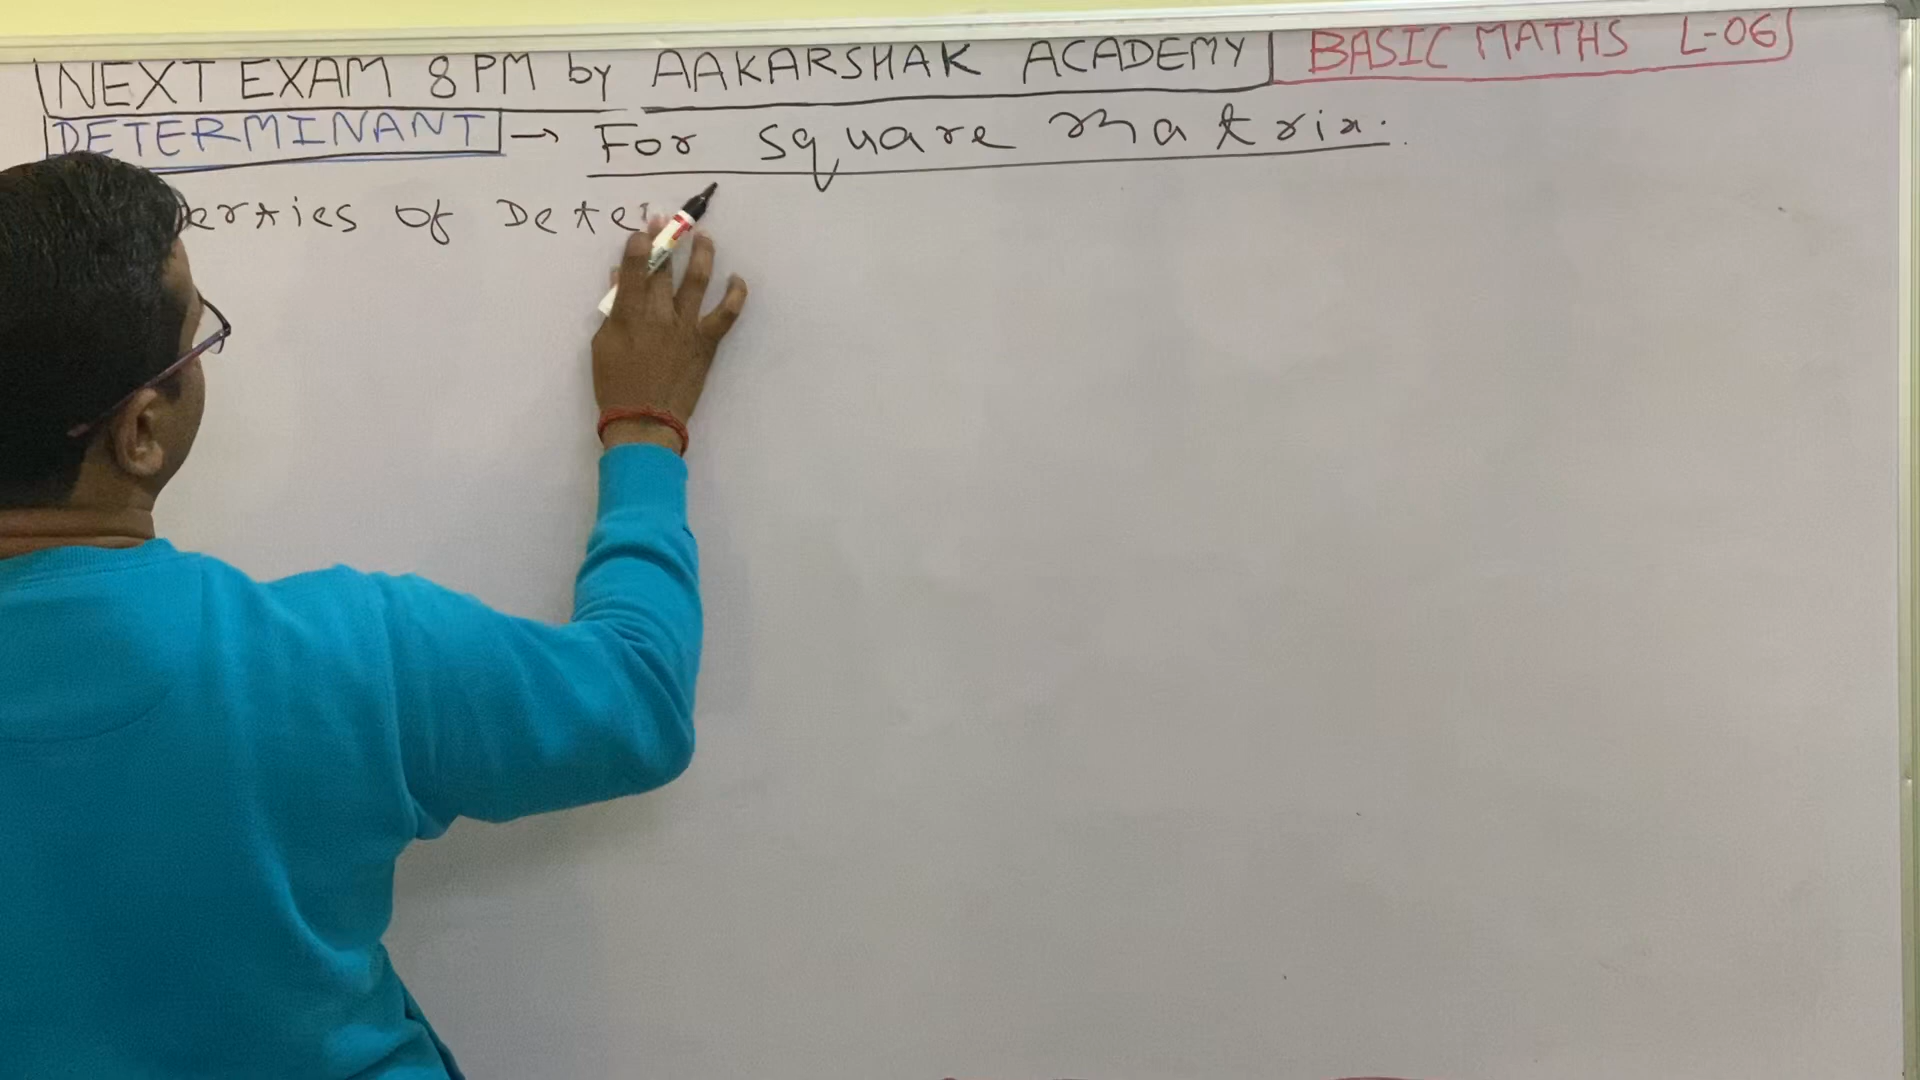 NEXT EXAM 8 PM by AAKARSHAK ACADEMY BASIC MATHS L-06
DETERMINANT → For square matrix.
erties of Dete